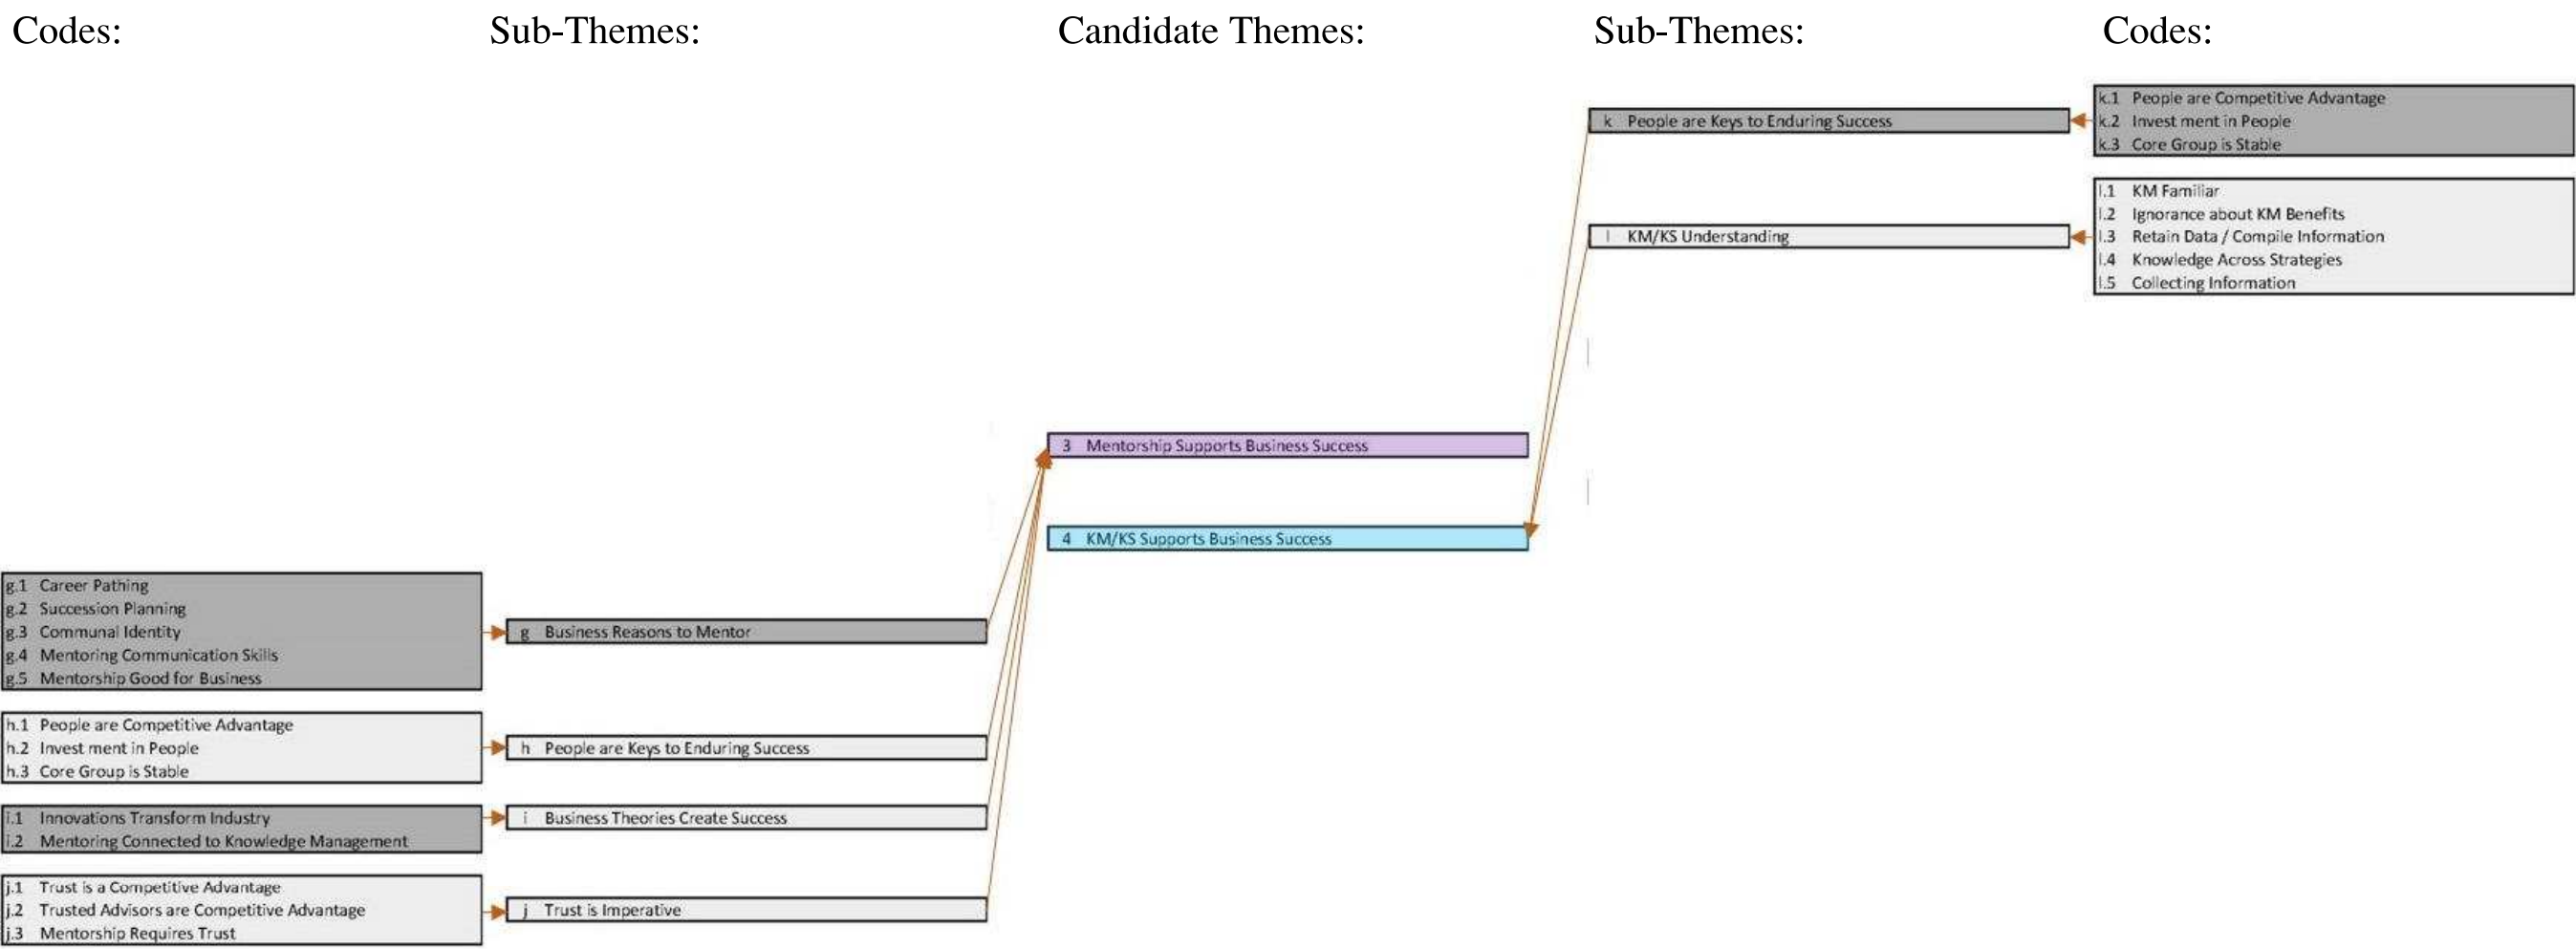 Codes:
Sub-Themes:
Candidate Themes:
Sub-Themes:
Codes:
k.1 People are Competitive Advantage
k.2 Invest ment in People
k.3 Core Group is Stable
k People are Keys to Enduring Success
l.1 KM Familiar
l.2 Ignorance about KM Benefits
l.3 Retain Data / Compile Information
l.4 Knowledge Across Strategies
l.5 Collecting Information
l KM/KS Understanding
3 Mentorship Supports Business Success
4 KM/KS Supports Business Success
g.1 Career Pathing
g.2 Succession Planning
g.3 Communal Identity
g.4 Mentoring Communication Skills
g.5 Mentorship Good for Business
g Business Reasons to Mentor
h.1 People are Competitive Advantage
h.2 Invest ment in People
h.3 Core Group is Stable
h People are Keys to Enduring Success
i.1 Innovations Transform Industry
i.2 Mentoring Connected to Knowledge Management
i Business Theories Create Success
j.1 Trust is a Competitive Advantage
j.2 Trusted Advisors are Competitive Advantage
j.3 Mentorship Requires Trust
j Trust is Imperative